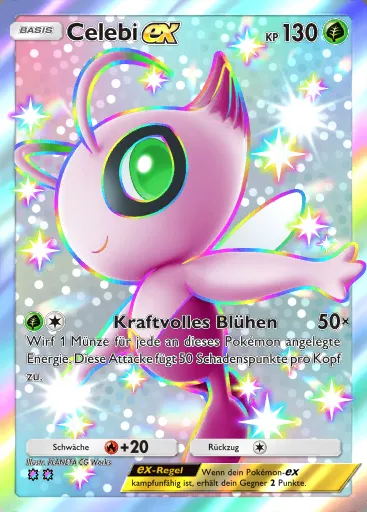 BASIS Celebi ex KP 130
Kraftvolles Blühen 50×
Wirf 1 Münze für jede an dieses Pokémon angelegte
Energie. Diese Attacke fügt 50 Schadenspunkte pro Kopf
zu.
Schwäche +20 Rückzug
Illustr. PLANETA CG Works
ex-Regel Wenn dein Pokémon-ex
kampfunfähig ist, erhält dein Gegner 2 Punkte.